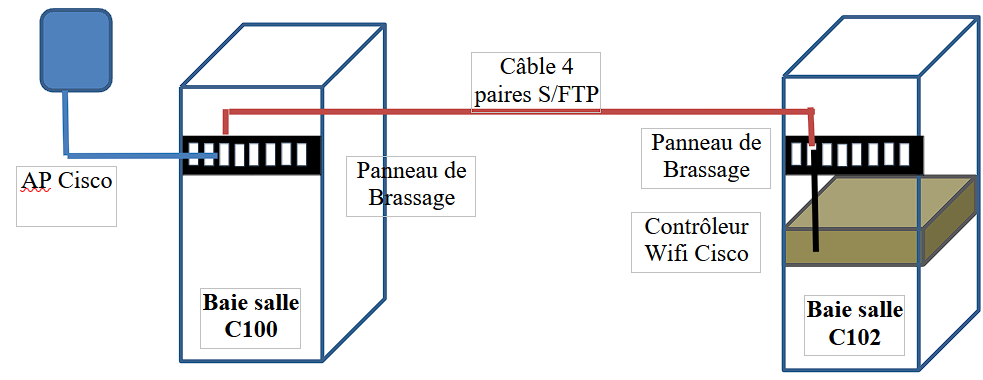 Câble 4
paires S/FTP
AP Cisco
Panneau de
Brassage
Panneau de
Brassage
Contrôleur
Wifi Cisco
Baie salle
C100
Baie salle
C102